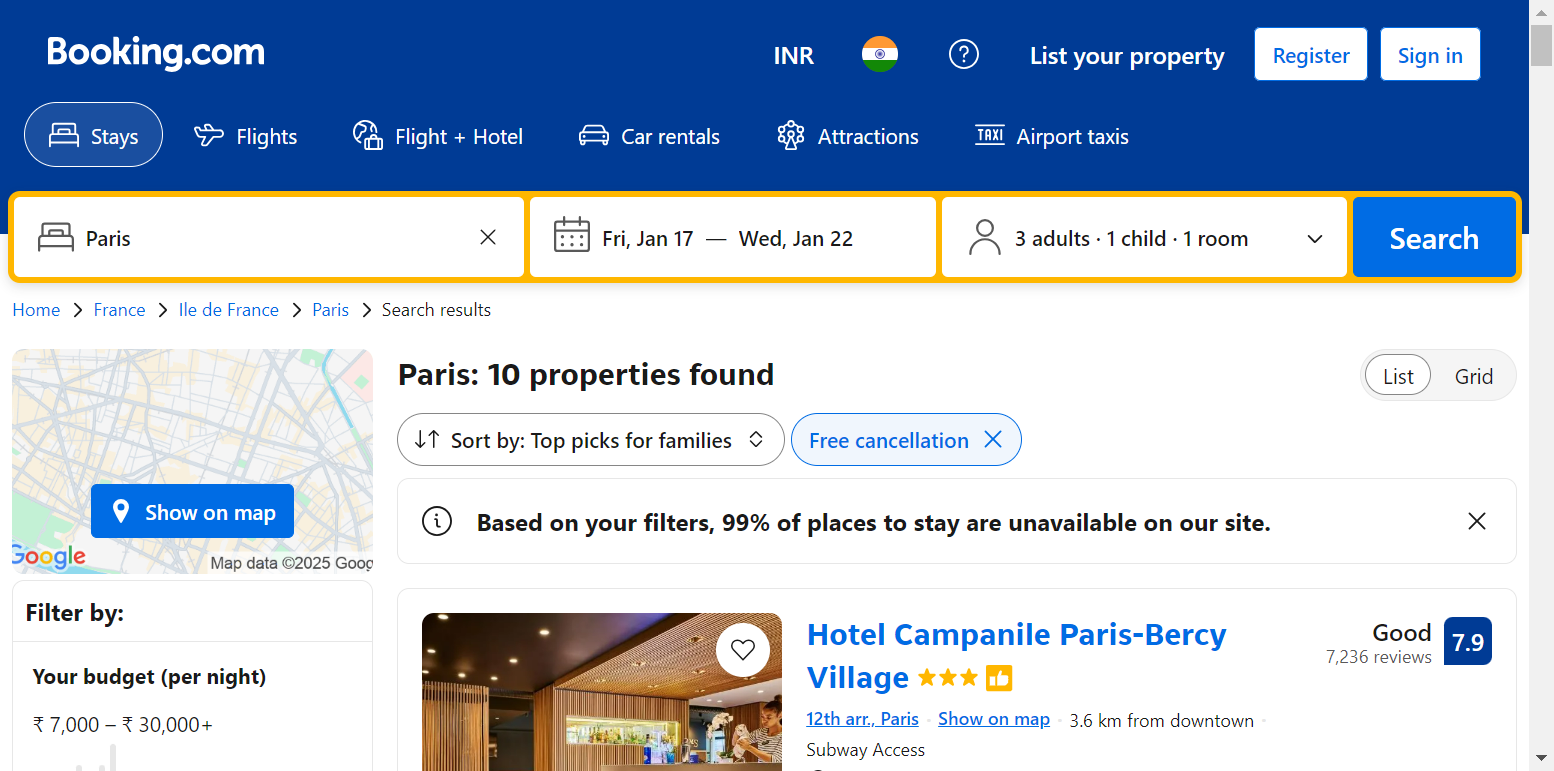 Booking.com
INR
List your property
Register
Sign in
Stays
Flights
Flight + Hotel
Car rentals
Attractions
TAXI
Airport taxis
Paris
Fri, Jan 17 — Wed, Jan 22
3 adults · 1 child · 1 room
Search
Home
France
Ile de France
Paris
Search results
Show on map
Google
Map data ©2025 Goog
Paris: 10 properties found
List
Grid
Sort by: Top picks for families
Free cancellation
Based on your filters, 99% of places to stay are unavailable on our site.
Filter by:
Your budget (per night)
₹ 7,000 – ₹ 30,000+
Hotel Campanile Paris-Bercy
Village
Good
7,236 reviews
7.9
12th arr., Paris · Show on map · 3.6 km from downtown ·
Subway Access